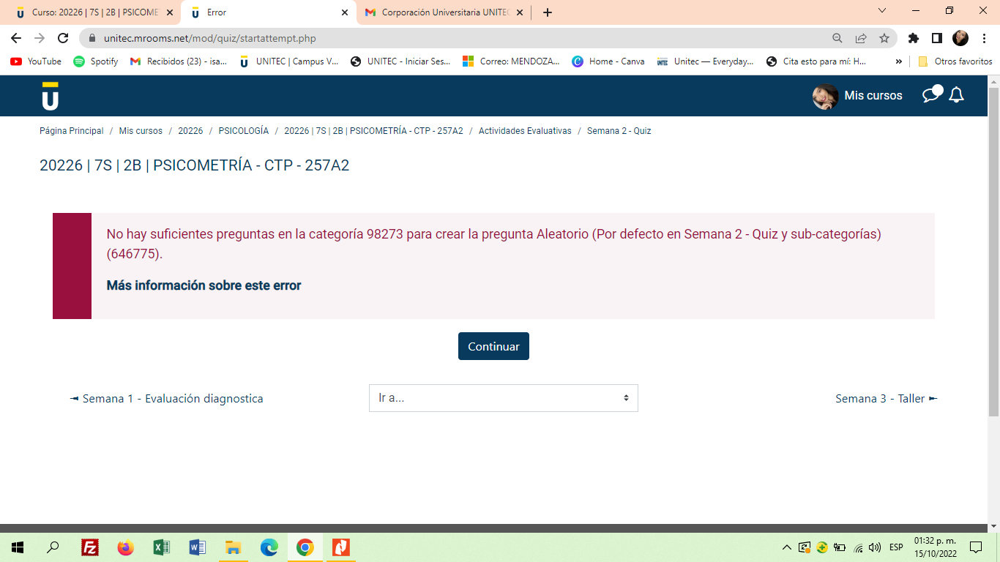 Curso: 20226 | 7S | 2B | PSICOME
Error
Corporación Universitaria UNITEC
unitec.mrooms.net/mod/quiz/startattempt.php
YouTube
Spotify
Recibidos (23) - isa...
UNITEC | Campus V...
UNITEC - Iniciar Ses...
Correo: MENDOZA...
Home - Canva
Unitec — Everyday...
Cita esto para mí: H...
»
Otros favoritos
Mis cursos
Página Principal / Mis cursos / 20226 / PSICOLOGÍA / 20226 | 7S | 2B | PSICOMETRÍA - CTP - 257A2 / Actividades Evaluativas / Semana 2 - Quiz
20226 | 7S | 2B | PSICOMETRÍA - CTP - 257A2
No hay suficientes preguntas en la categoría 98273 para crear la pregunta Aleatorio (Por defecto en Semana 2 - Quiz y sub-categorías)
(646775).
Más información sobre este error
Continuar
◄ Semana 1 - Evaluación diagnostica
Ir a...
Semana 3 - Taller ►
ESP
01:32 p. m.
15/10/2022